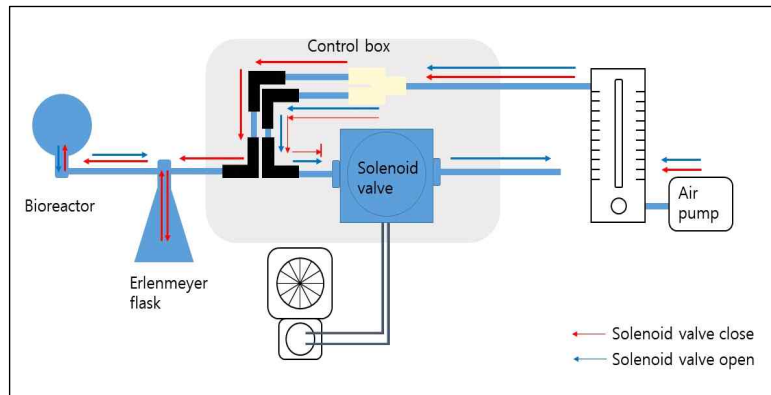 Control box
Bioreactor
Solenoid
valve
Air
pump
Erlenmeyer
flask
Solenoid valve close
Solenoid valve open